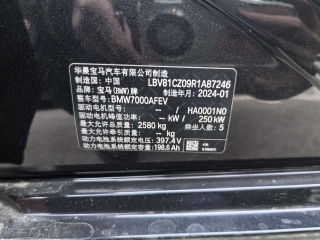 华晨宝马汽车有限公司
制造国：中国 LBV81CZ09R1A87246
品牌：宝马(BMW)牌 制造年月：2024-01
整车型号：BMW7000AFEV
驱动电机型号： --/ HA0001N0
驱动电机峰值功率： -- kW / 250 kW
最大允许总质量：2580 kg 乘坐人数：5
最大允许牵引质量： -- kg
动力电池系统额定电压：397.4 V
动力电池系统额定容量：198.6 Ah